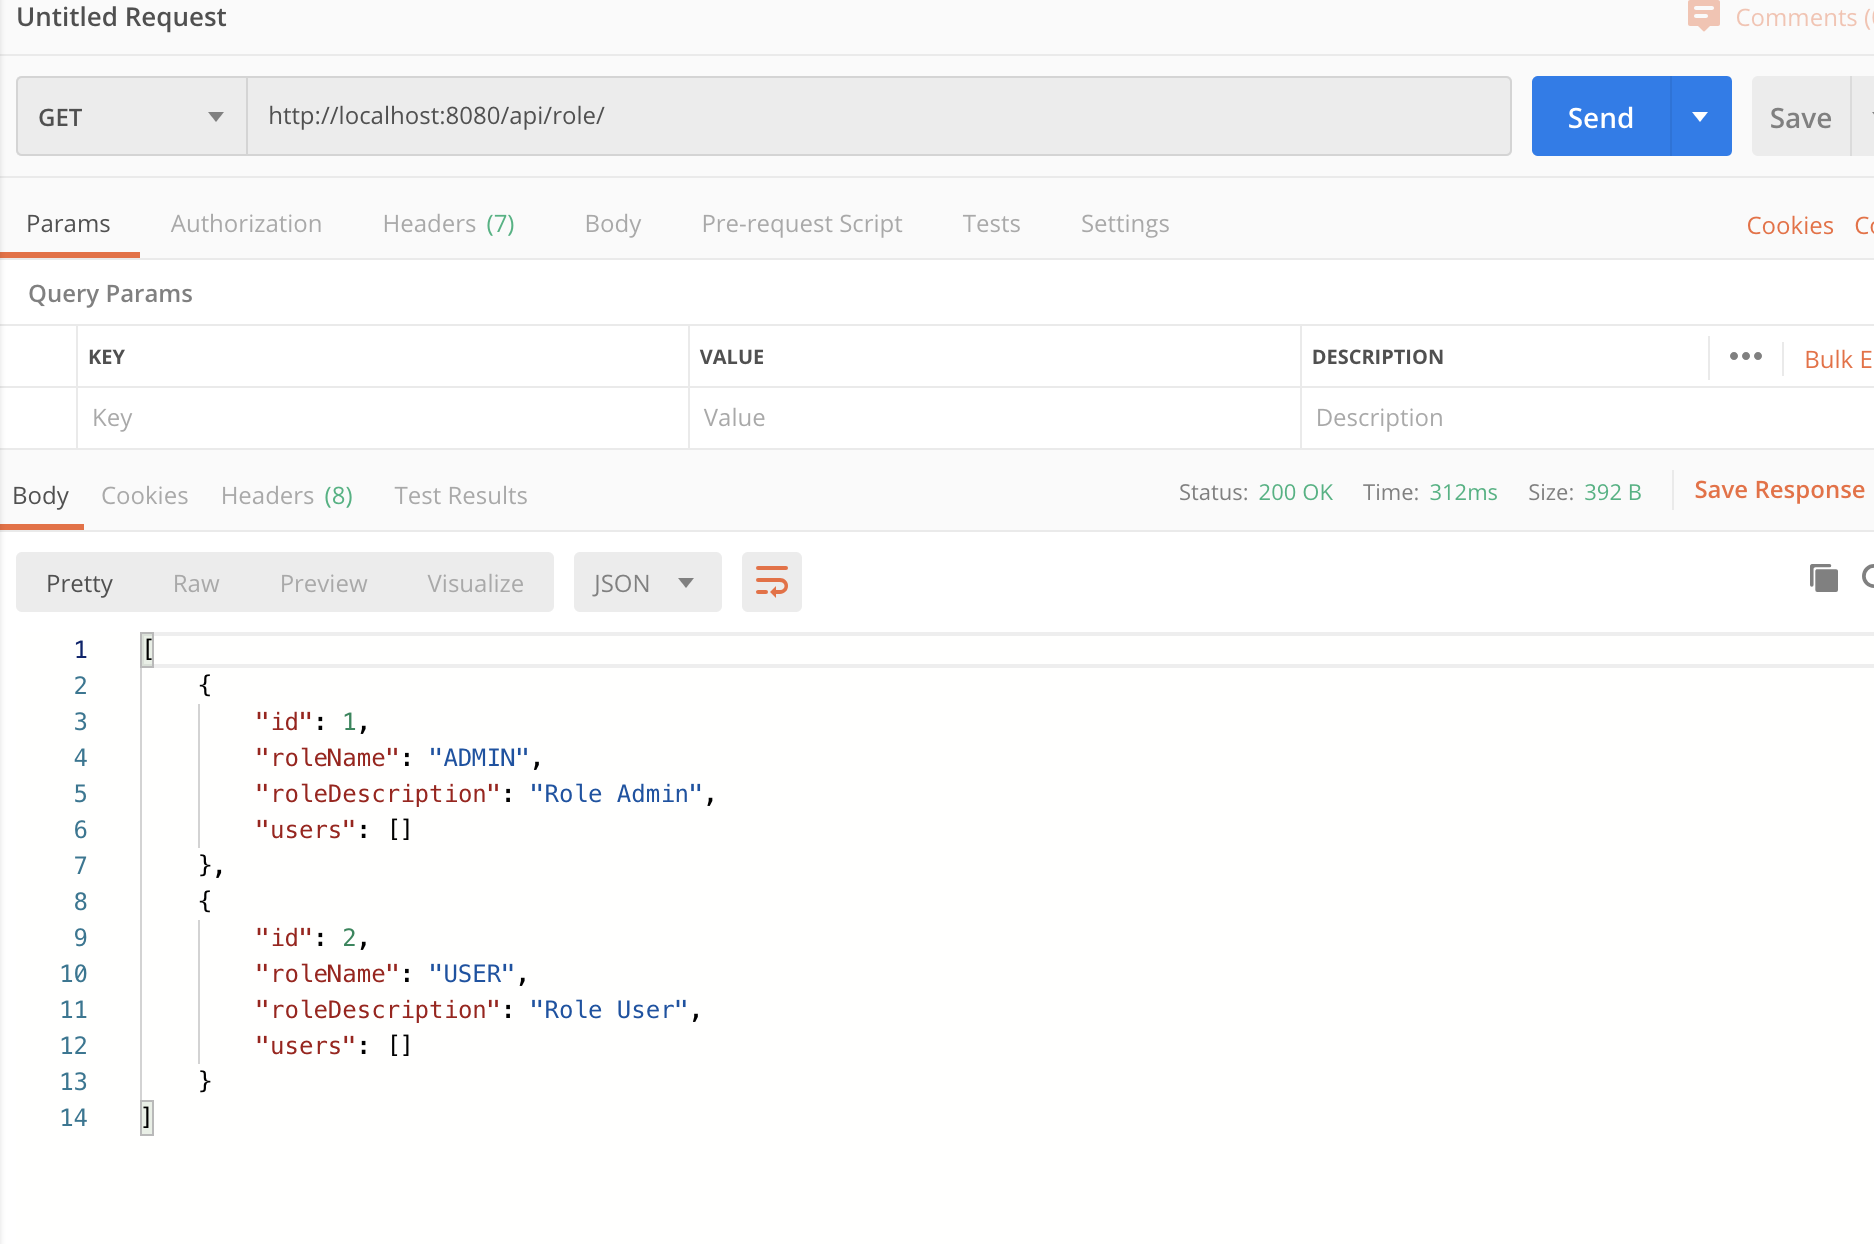 Untitled Request
Comments (
GET http://localhost:8080/api/role/ Send Save
Params Authorization Headers (7) Body Pre-request Script Tests Settings Cookies
Query Params
KEY VALUE DESCRIPTION ••• Bulk E
Key Value Description
Body Cookies Headers (8) Test Results Status: 200 OK Time: 312ms Size: 392 B Save Response
Pretty Raw Preview Visualize JSON
1 [
2 {
3 "id": 1,
4 "roleName": "ADMIN",
5 "roleDescription": "Role Admin",
6 "users": []
7 },
8 {
9 "id": 2,
10 "roleName": "USER",
11 "roleDescription": "Role User",
12 "users": []
13 }
14 ]